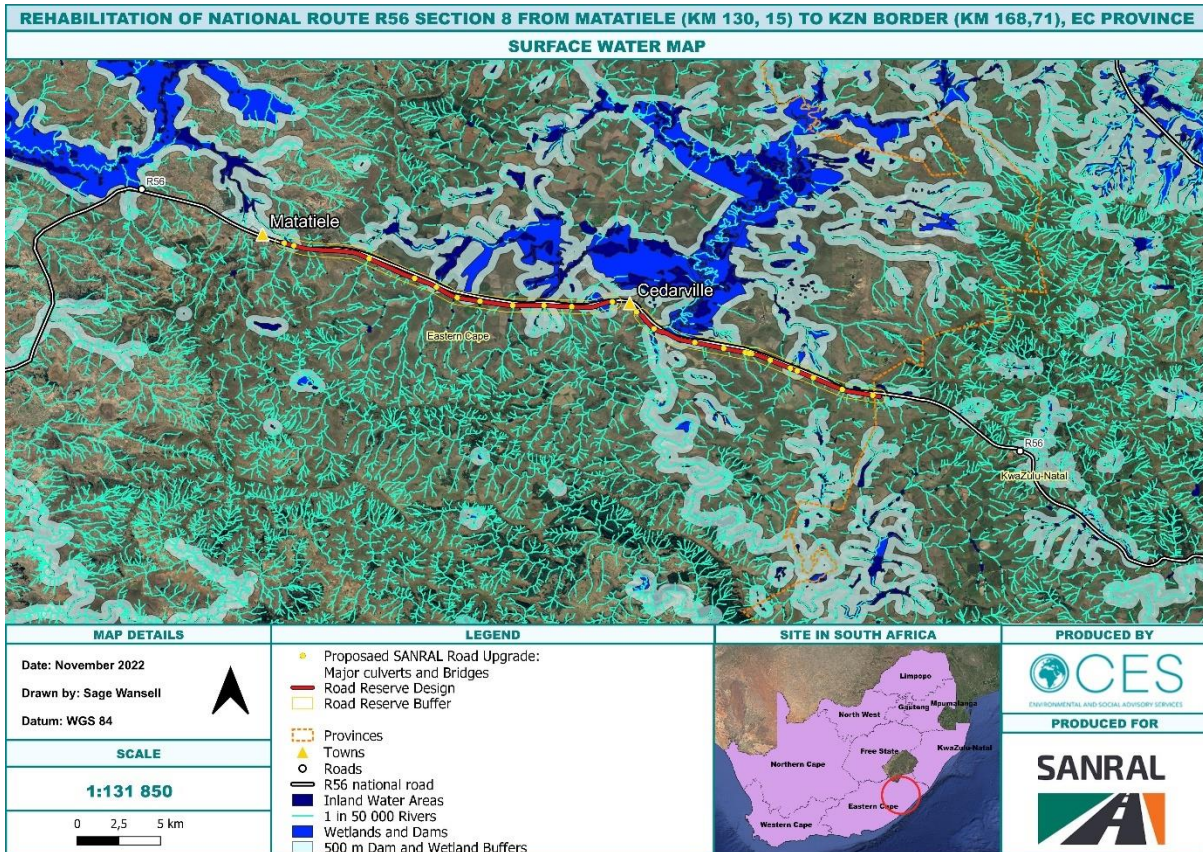 REHABILITATION OF NATIONAL ROUTE R56 SECTION 8 FROM MATATIELE (KM 130, 15) TO KZN BORDER (KM 168,71), EC PROVINCE
SURFACE WATER MAP
R56
Matatiele
Cedarville
Eastern Cape
R56
KwaZulu-Natal
MAP DETAILS
Date: November 2022
Drawn by: Sage Wansell
Datum: WGS 84
SCALE
1:131 850
0 2,5 5 km
LEGEND
Proposaed SANRAL Road Upgrade:
Major culverts and Bridges
Road Reserve Design
Road Reserve Buffer
Provinces
Towns
Roads
R56 national road
Inland Water Areas
1 in 50 000 Rivers
Wetlands and Dams
500 m Dam and Wetland Buffers
SITE IN SOUTH AFRICA
Limpopo
North West
Gauteng
Mpumalanga
Free State
KwaZulu-Natal
Northern Cape
Eastern Cape
Western Cape
PRODUCED BY
CES
ENVIRONMENTAL AND SOCIAL ADVISORY SERVICES
PRODUCED FOR
SANRAL